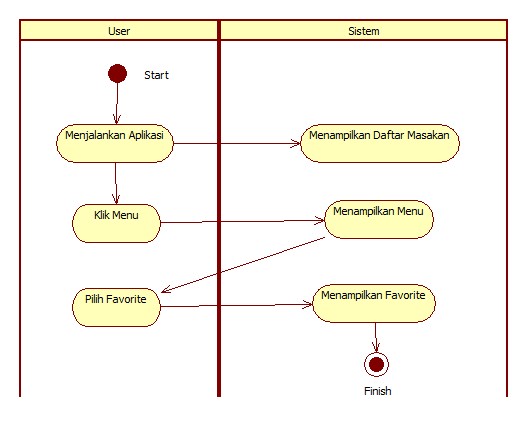 User
Sistem
Start
Menjalankan Aplikasi
Menampilkan Daftar Masakan
Klik Menu
Menampilkan Menu
Pilih Favorite
Menampilkan Favorite
Finish